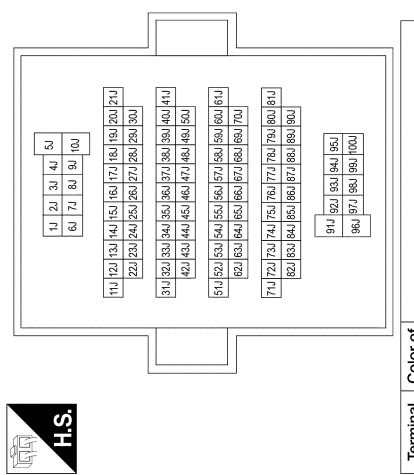 H.S.
1J 2J 3J 4J 5J
6J 7J 8J 9J 10J
11J 12J 13J 14J 15J 16J 17J 18J 19J 20J 21J
22J 23J 24J 25J 26J 27J 28J 29J 30J
31J 32J 33J 34J 35J 36J 37J 38J 39J 40J 41J
42J 43J 44J 45J 46J 47J 48J 49J 50J
51J 52J 53J 54J 55J 56J 57J 58J 59J 60J 61J
62J 63J 64J 65J 66J 67J 68J 69J 70J
71J 72J 73J 74J 75J 76J 77J 78J 79J 80J 81J
82J 83J 84J 85J 86J 87J 88J 89J 90J
91J 92J 93J 94J 95J
96J 97J 98J 99J 100J
Terminal Color of